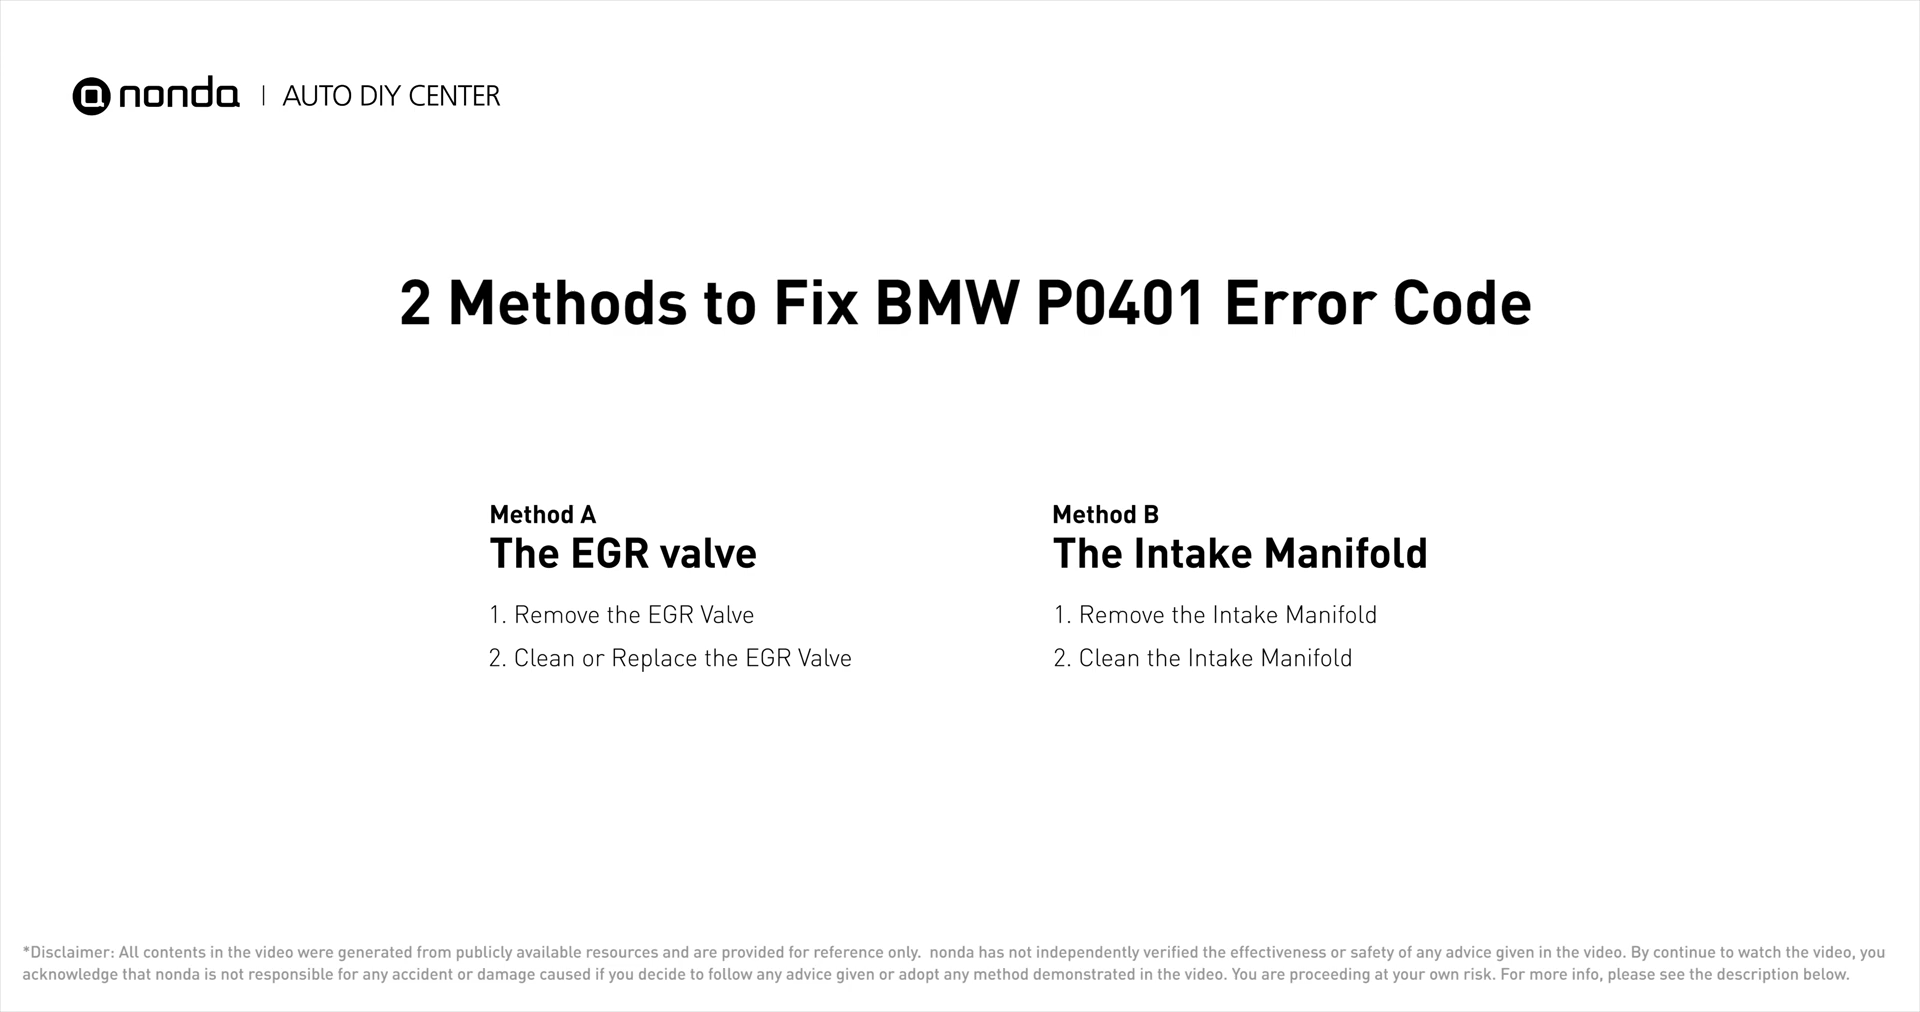 nonda | AUTO DIY CENTER
2 Methods to Fix BMW P0401 Error Code
Method A
The EGR valve
1. Remove the EGR Valve
2. Clean or Replace the EGR Valve
Method B
The Intake Manifold
1. Remove the Intake Manifold
2. Clean the Intake Manifold
*Disclaimer: All contents in the video were generated from publicly available resources and are provided for reference only.  nonda has not independently verified the effectiveness or safety of any advice given in the video. By continue to watch the video, you
acknowledge that nonda is not responsible for any accident or damage caused if you decide to follow any advice given or adopt any method demonstrated in the video. You are proceeding at your own risk. For more info, please see the description below.